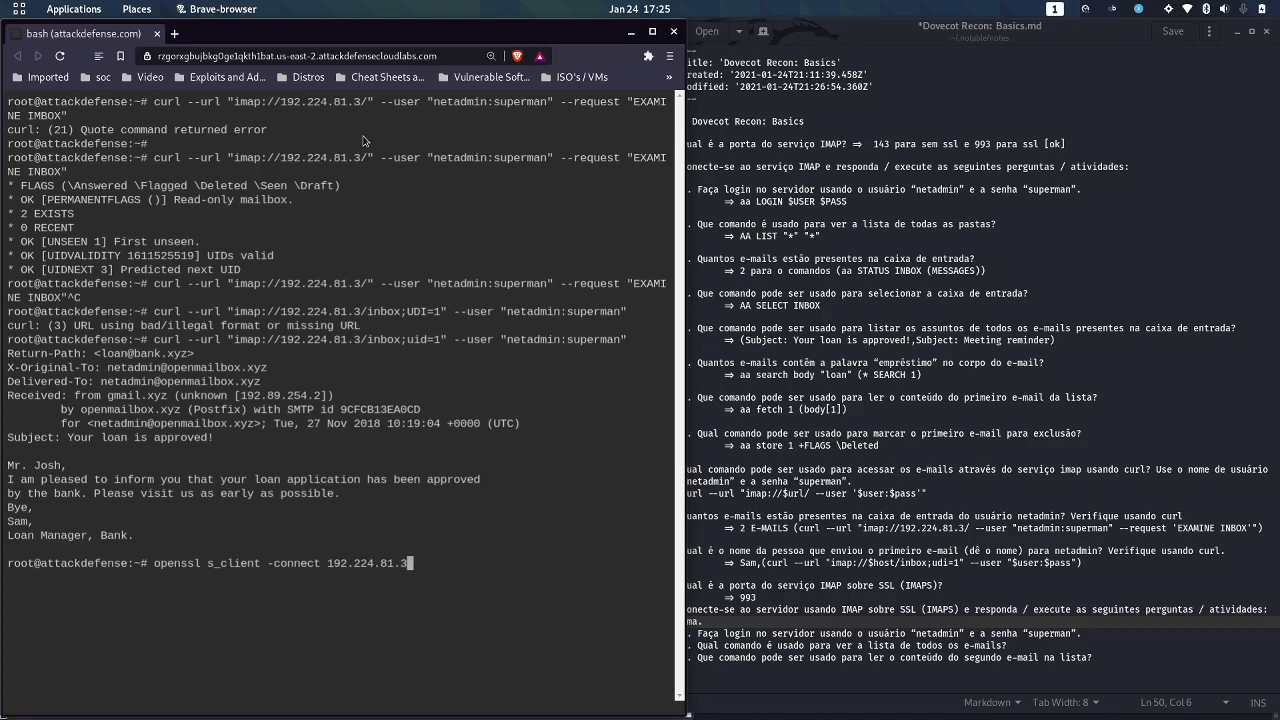 Applications
Places
Brave-browser
Jan 24 17:25
1
bash (attackdefense.com)
rzgorxgbujbkg0ge1qkth1bat.us-east-2.attackdefensecloudlabs.com
Imported
soc
Video
Exploits and Ad...
Distros
Cheat Sheets a...
Vulnerable Soft...
ISO's / VMs
»
root@attackdefense:~# curl --url "imap://192.224.81.3/" --user "netadmin:superman" --request "EXAMI
NE IMBOX"
curl: (21) Quote command returned error
root@attackdefense:~#
root@attackdefense:~# curl --url "imap://192.224.81.3/" --user "netadmin:superman" --request "EXAMI
NE INBOX"
* FLAGS (\Answered \Flagged \Deleted \Seen \Draft)
* OK [PERMANENTFLAGS ()] Read-only mailbox.
* 2 EXISTS
* 0 RECENT
* OK [UNSEEN 1] First unseen.
* OK [UIDVALIDITY 1611525519] UIDs valid
* OK [UIDNEXT 3] Predicted next UID
root@attackdefense:~# curl --url "imap://192.224.81.3/" --user "netadmin:superman" --request "EXAMI
NE INBOX"^C
root@attackdefense:~# curl --url "imap://192.224.81.3/inbox;UDI=1" --user "netadmin:superman"
curl: (3) URL using bad/illegal format or missing URL
root@attackdefense:~# curl --url "imap://192.224.81.3/inbox;uid=1" --user "netadmin:superman"
Return-Path: <loan@bank.xyz>
X-Original-To: netadmin@openmailbox.xyz
Delivered-To: netadmin@openmailbox.xyz
Received: from gmail.xyz (unknown [192.89.254.2])
by openmailbox.xyz (Postfix) with SMTP id 9CFCB13EA0CD
for <netadmin@openmailbox.xyz>; Tue, 27 Nov 2018 10:19:04 +0000 (UTC)
Subject: Your loan is approved!
Mr. Josh,
I am pleased to inform you that your loan application has been approved
by the bank. Please visit us as early as possible.
Bye,
Sam,
Loan Manager, Bank.
root@attackdefense:~# openssl s_client -connect 192.224.81.3
Open
*Dovecot Recon: Basics.md
~/.notable/notes
Save
--
itle: 'Dovecot Recon: Basics'
reated: '2021-01-24T21:11:39.458Z'
odified: '2021-01-24T21:26:54.360Z'
--
Dovecot Recon: Basics
ual é a porta do serviço IMAP? ⇒ 143 para sem ssl e 993 para ssl [ok]
onecte-se ao serviço IMAP e responda / execute as seguintes perguntas / atividades:
. Faça login no servidor usando o usuário “netadmin” e a senha “superman”.
⇒ aa LOGIN $USER $PASS
. Que comando é usado para ver a lista de todas as pastas?
⇒ AA LIST "*" "*"
. Quantos e-mails estão presentes na caixa de entrada?
⇒ 2 para o comandos (aa STATUS INBOX (MESSAGES))
. Que comando pode ser usado para selecionar a caixa de entrada?
⇒ AA SELECT INBOX
. Que comando pode ser usado para listar os assuntos de todos os e-mails presentes na caixa de entrada?
⇒ (Subject: Your loan is approved!,Subject: Meeting reminder)
. Quantos e-mails contêm a palavra “empréstimo” no corpo do e-mail?
⇒ aa search body "loan" (* SEARCH 1)
. Que comando pode ser usado para ler o conteúdo do primeiro e-mail da lista?
⇒ aa fetch 1 (body[1])
. Qual comando pode ser usado para marcar o primeiro e-mail para exclusão?
⇒ aa store 1 +FLAGS \Deleted
ual comando pode ser usado para acessar os e-mails através do serviço imap usando curl? Use o nome de usuário
netadmin” e a senha “superman”.
url --url "imap://$url/ --user '$user:$pass'"
uantos e-mails estão presentes na caixa de entrada do usuário netadmin? Verifique usando curl
⇒ 2 E-MAILS (curl --url "imap://192.224.81.3/ --user "netadmin:superman" --request 'EXAMINE INBOX'")
ual é o nome da pessoa que enviou o primeiro e-mail (dê o nome) para netadmin? Verifique usando curl.
⇒ Sam,(curl --url "imap://$host/inbox;udi=1" --user "$user:$pass")
ual é a porta do serviço IMAP sobre SSL (IMAPS)?
⇒ 993
onecte-se ao servidor usando IMAP sobre SSL (IMAPS) e responda / execute as seguintes perguntas / atividades:
ma.
. Faça login no servidor usando o usuário “netadmin” e a senha “superman”.
. Qual comando é usado para ver a lista de todos os e-mails?
. Que comando pode ser usado para ler o conteúdo do segundo e-mail na lista?
Markdown
Tab Width: 8
Ln 50, Col 6
INS